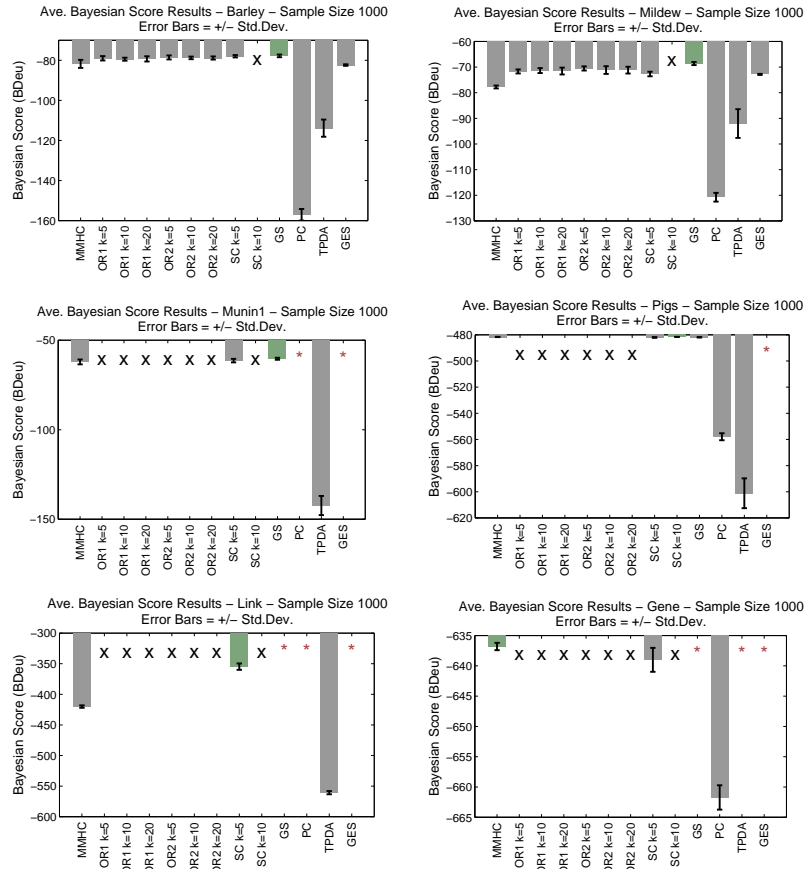 Ave. Bayesian Score Results − Barley − Sample Size 1000
Error Bars = +/− Std.Dev.
Bayesian Score (BDeu)
−80
−100
−120
−140
−160
X
MMHC
OR1 k=5
OR1 k=10
OR1 k=20
OR2 k=5
OR2 k=10
OR2 k=20
SC k=5
SC k=10
GS
PC
TPDA
GES
Ave. Bayesian Score Results − Mildew − Sample Size 1000
Error Bars = +/− Std.Dev.
Bayesian Score (BDeu)
−60
−70
−80
−90
−100
−110
−120
−130
X
MMHC
OR1 k=5
OR1 k=10
OR1 k=20
OR2 k=5
OR2 k=10
OR2 k=20
SC k=5
SC k=10
GS
PC
TPDA
GES
Ave. Bayesian Score Results − Munin1 − Sample Size 1000
Error Bars = +/− Std.Dev.
Bayesian Score (BDeu)
−50
−100
−150
X X X X X X X * *
MMHC
OR1 k=5
OR1 k=10
OR1 k=20
OR2 k=5
OR2 k=10
OR2 k=20
SC k=5
SC k=10
GS
PC
TPDA
GES
Ave. Bayesian Score Results − Pigs − Sample Size 1000
Error Bars = +/− Std.Dev.
Bayesian Score (BDeu)
−480
−500
−520
−540
−560
−580
−600
−620
X X X X X X *
MMHC
OR1 k=5
OR1 k=10
OR1 k=20
OR2 k=5
OR2 k=10
OR2 k=20
SC k=5
SC k=10
GS
PC
TPDA
GES
Ave. Bayesian Score Results − Link − Sample Size 1000
Error Bars = +/− Std.Dev.
Bayesian Score (BDeu)
−300
−350
−400
−450
−500
−550
−600
X X X X X X X * * *
MMHC
OR1 k=5
OR1 k=10
OR1 k=20
OR2 k=5
OR2 k=10
OR2 k=20
SC k=5
SC k=10
GS
PC
TPDA
GES
Ave. Bayesian Score Results − Gene − Sample Size 1000
Error Bars = +/− Std.Dev.
Bayesian Score (BDeu)
−635
−640
−645
−650
−655
−660
−665
X X X X X X X * * *
MMHC
OR1 k=5
OR1 k=10
OR1 k=20
OR2 k=5
OR2 k=10
OR2 k=20
SC k=5
SC k=10
GS
PC
TPDA
GES